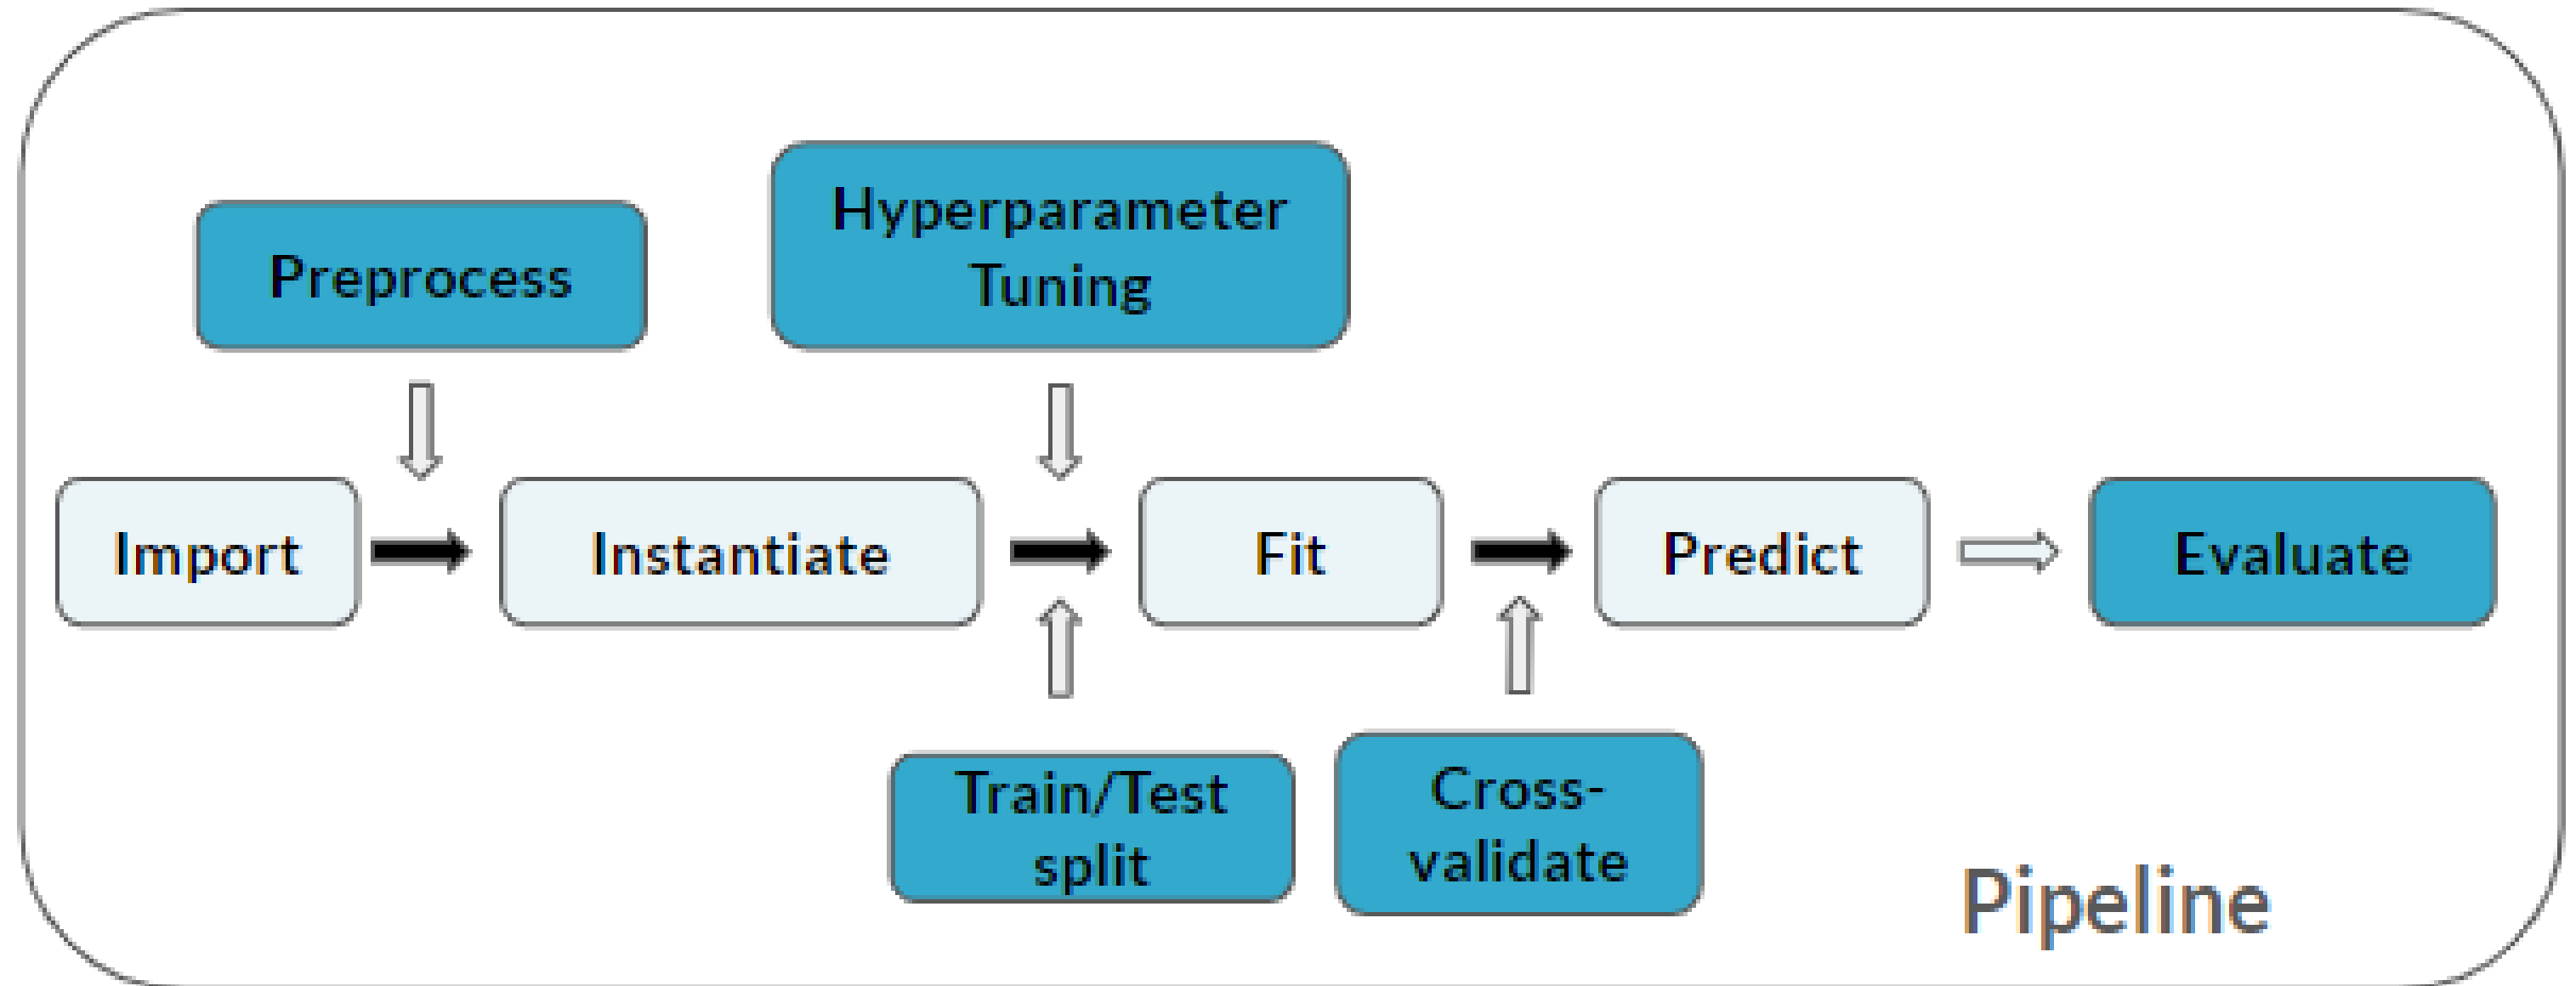 Preprocess
Hyperparameter
Tuning
Import
Instantiate
Fit
Predict
Evaluate
Train/Test
split
Cross-
validate
Pipeline